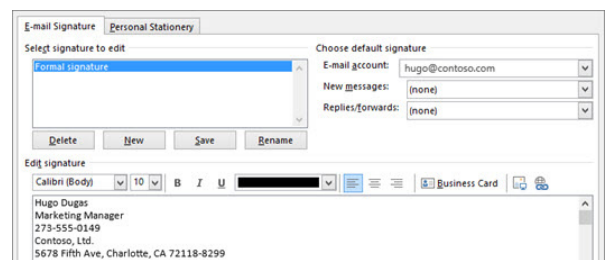 E-mail Signature Personal Stationery
Select signature to edit Choose default signature
Formal signature
E-mail account: hugo@contoso.com
New messages: (none)
Replies/forwards: (none)
Delete New Save Rename
Edit signature
Calibri (Body) 10 B I U Business Card
Hugo Dugas
Marketing Manager
273-555-0149
Contoso, Ltd.
5678 Fifth Ave, Charlotte, CA 72118-8299